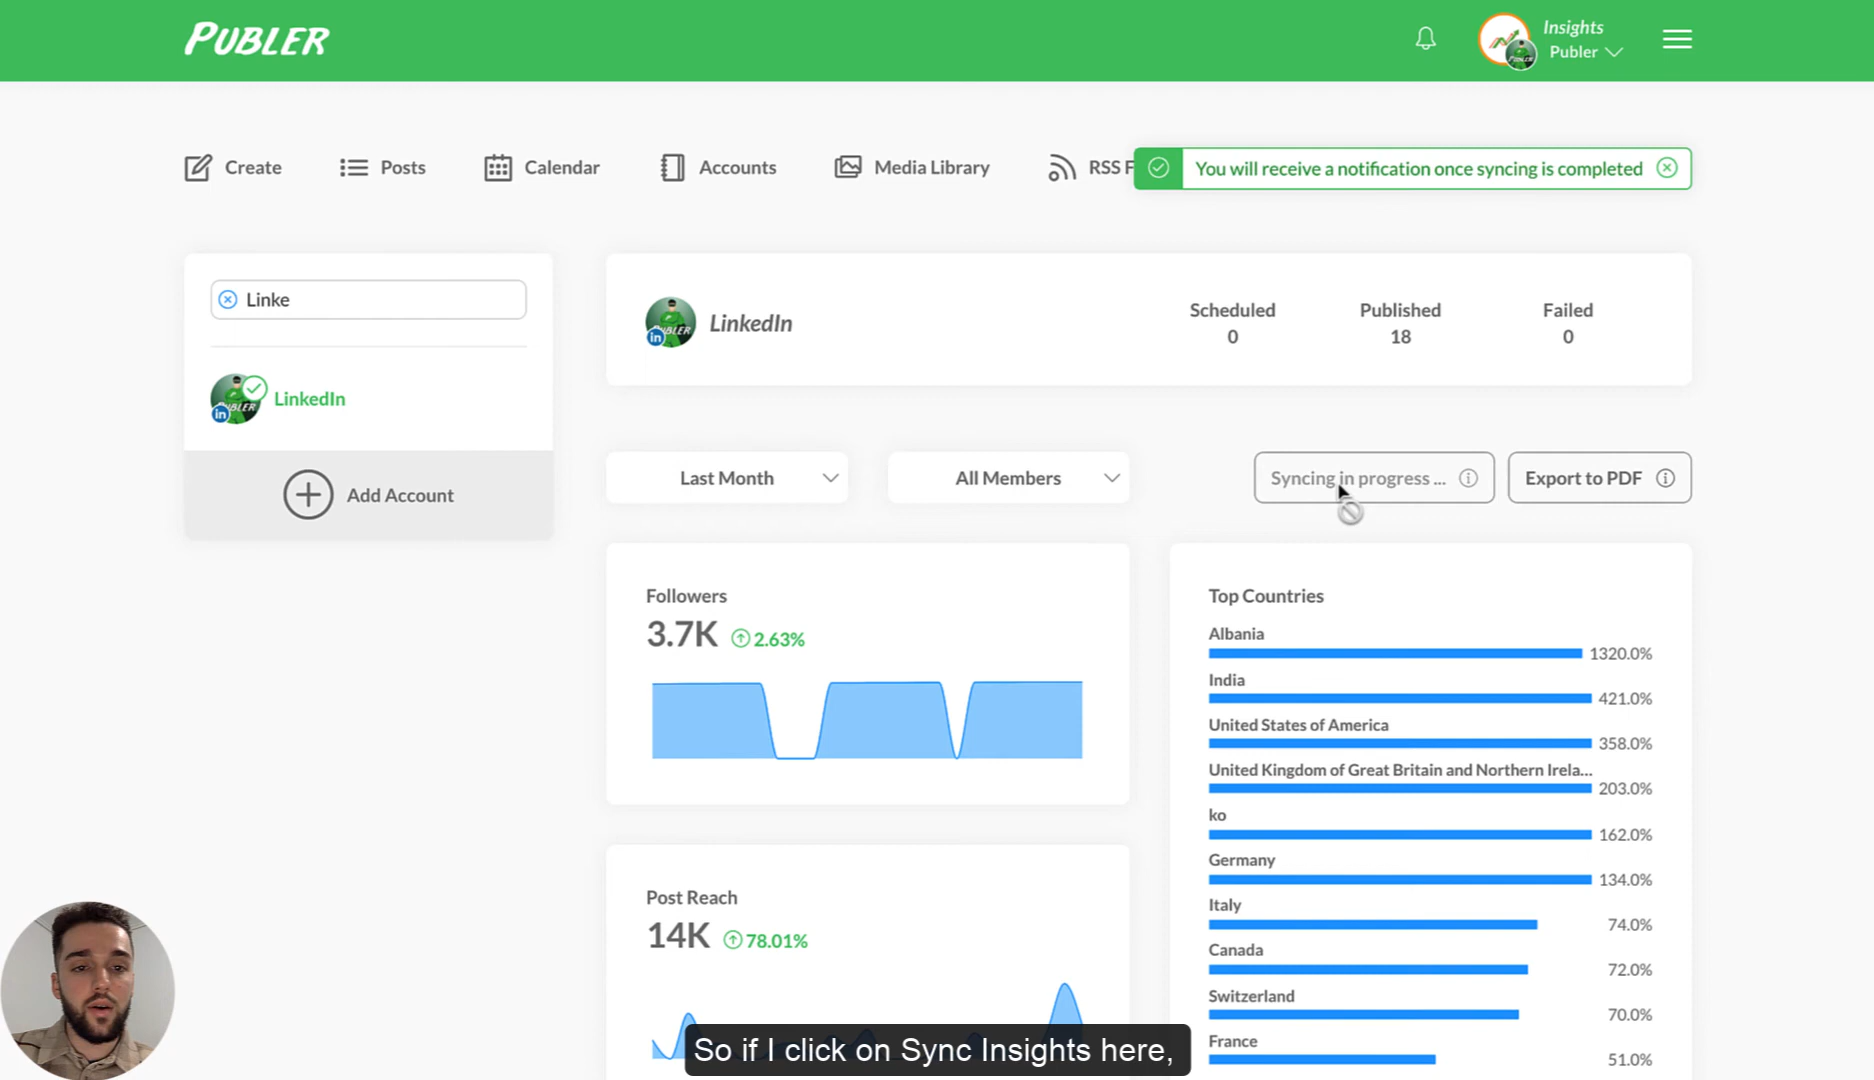 PUBLER
Insights
Publer
Create
Posts
Calendar
Accounts
Media Library
RSS F
You will receive a notification once syncing is completed
Linke
LinkedIn
Add Account
LinkedIn
Scheduled
0
Published
18
Failed
0
Last Month
All Members
Syncing in progress ...
Export to PDF
Followers
3.7K 2.63%
Post Reach
14K 78.01%
Top Countries
Albania
1320.0%
India
421.0%
United States of America
358.0%
United Kingdom of Great Britain and Northern Irela...
203.0%
ko
162.0%
Germany
134.0%
Italy
74.0%
Canada
72.0%
Switzerland
70.0%
France
51.0%
So if I click on Sync Insights here,